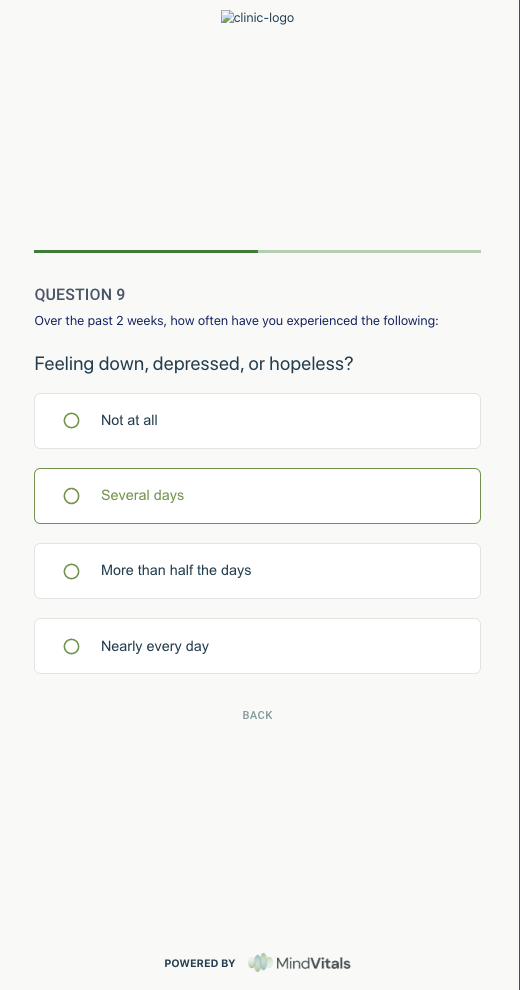 clinic-logo
QUESTION 9
Over the past 2 weeks, how often have you experienced the following:
Feeling down, depressed, or hopeless?
Not at all
Several days
More than half the days
Nearly every day
BACK
POWERED BY MindVitals